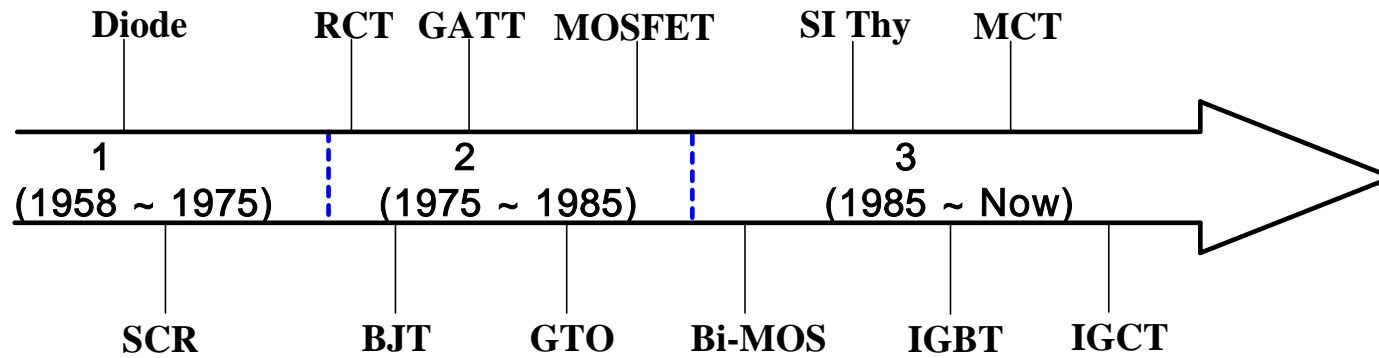 Diode RCT GATT MOSFET SI Thy MCT
1 2 3
(1958 ~ 1975) (1975 ~ 1985) (1985 ~ Now)
SCR BJT GTO Bi-MOS IGBT IGCT